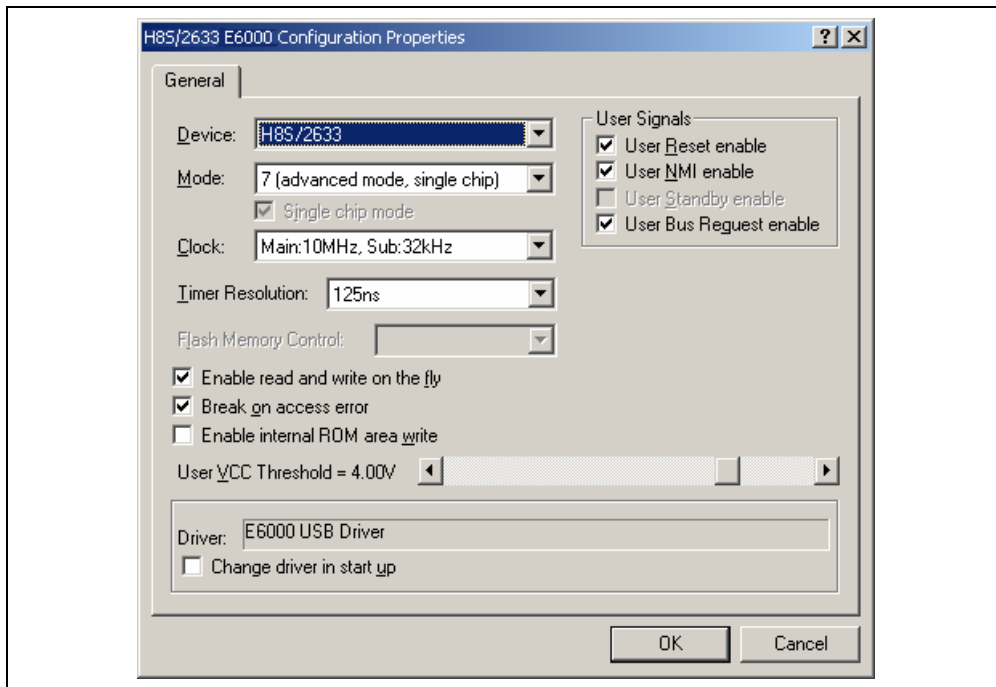 H8S/2633 E6000 Configuration Properties
General
Device: H8S/2633
Mode: 7 (advanced mode, single chip)
Single chip mode
Clock: Main:10MHz, Sub:32kHz
Timer Resolution: 125ns
Flash Memory Control:
Enable read and write on the fly
Break on access error
Enable internal ROM area write
User VCC Threshold = 4.00V
User Signals
User Reset enable
User NMI enable
User Standby enable
User Bus Reguest enable
Driver: E6000 USB Driver
Change driver in start up
OK
Cancel